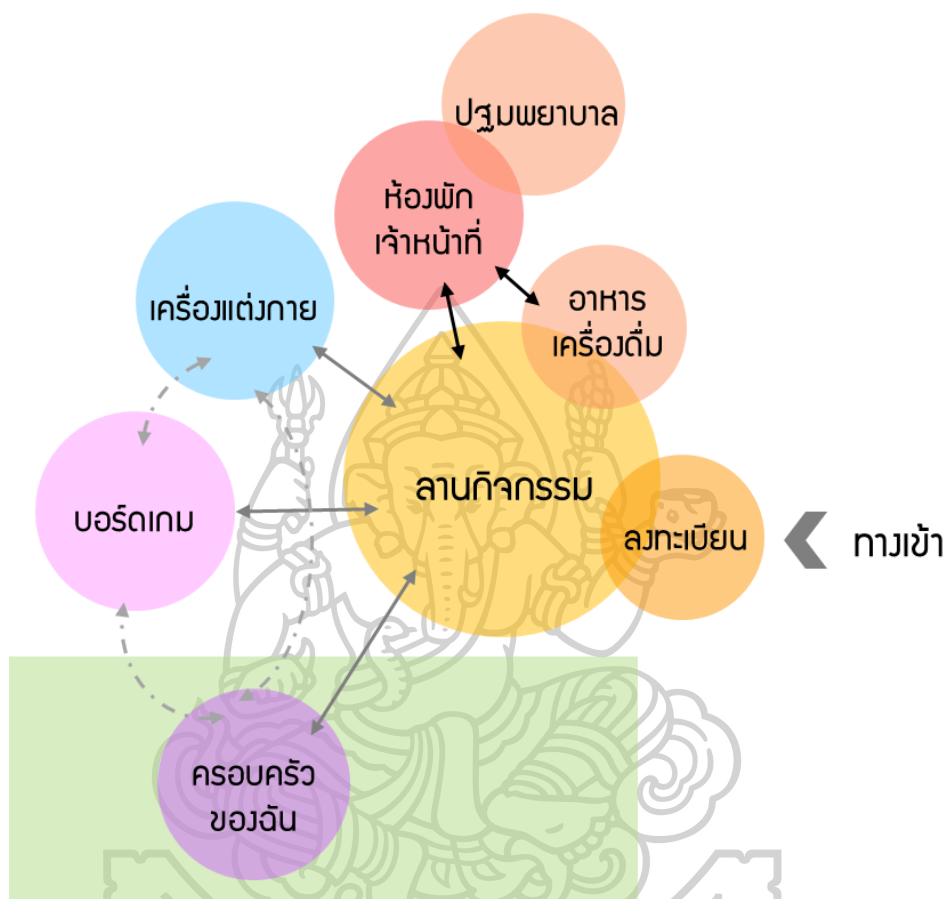 ปฐมพยาบาล
ห้องพัก
เจ้าหน้าที่
เครื่องแต่งกาย
อาหาร
เครื่องดื่ม
ลานกิจกรรม
บอร์ดเกม
ลงทะเบียน
ทางเข้า
ครอบครัว
ของฉัน